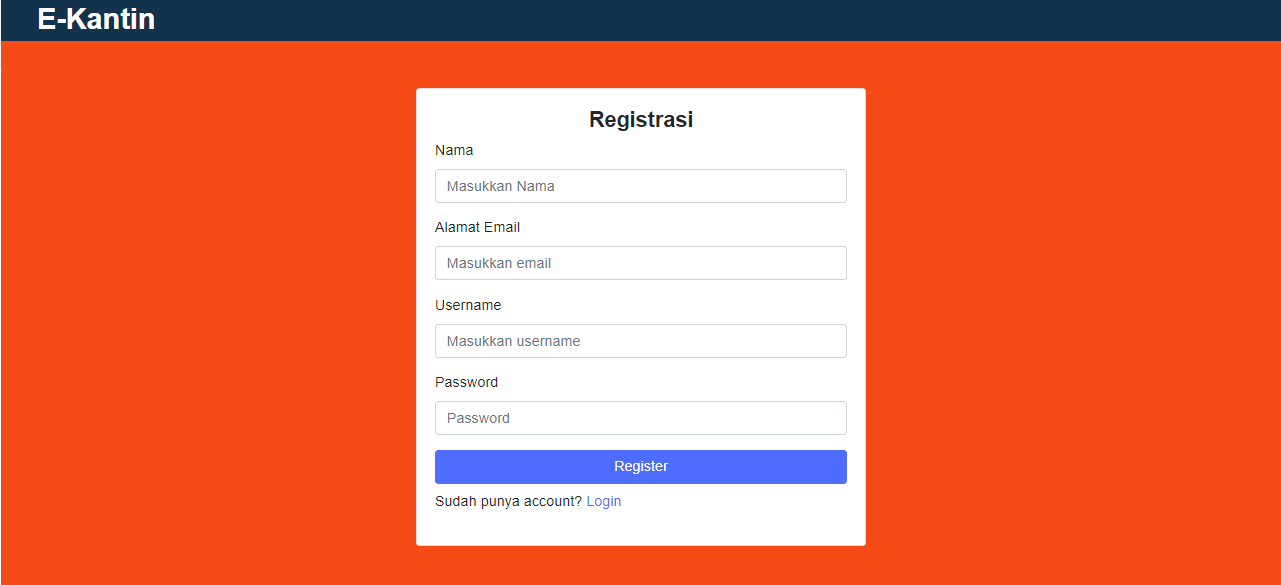 E-Kantin
Registrasi
Nama
Masukkan Nama
Alamat Email
Masukkan email
Username
Masukkan username
Password
Password
Register
Sudah punya account? Login